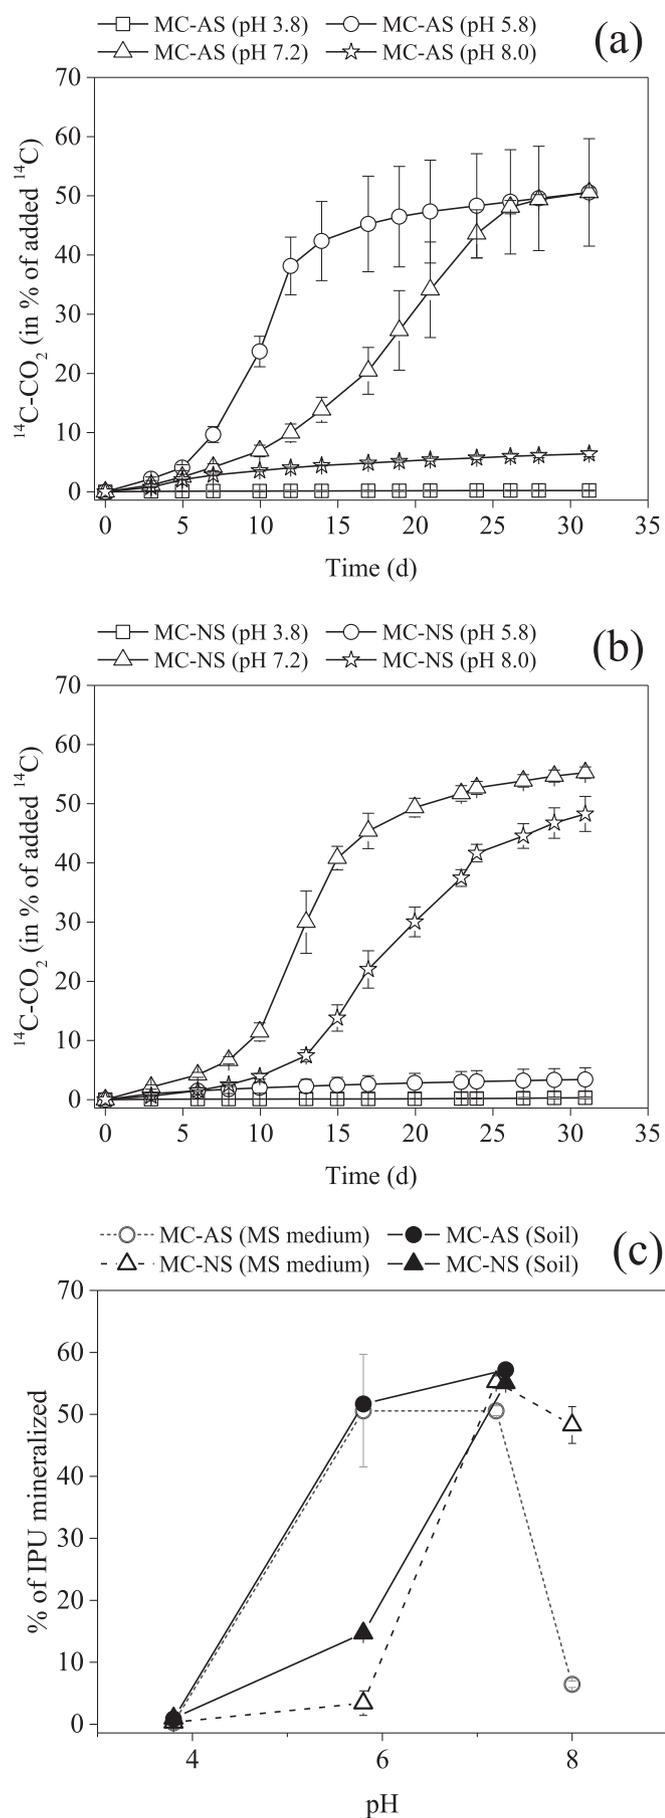 MC-AS (pH 3.8) MC-AS (pH 5.8)
MC-AS (pH 7.2) MC-AS (pH 8.0)
(a)
70
60
50
40
30
20
10
0
¹⁴C-CO₂ (in % of added ¹⁴C)
0 5 10 15 20 25 30 35
Time (d)
MC-NS (pH 3.8) MC-NS (pH 5.8)
MC-NS (pH 7.2) MC-NS (pH 8.0)
(b)
70
60
50
40
30
20
10
0
¹⁴C-CO₂ (in % of added ¹⁴C)
0 5 10 15 20 25 30 35
Time (d)
MC-AS (MS medium) MC-AS (Soil)
MC-NS (MS medium) MC-NS (Soil)
(c)
70
60
50
40
30
20
10
0
% of IPU mineralized
4 6 8
pH